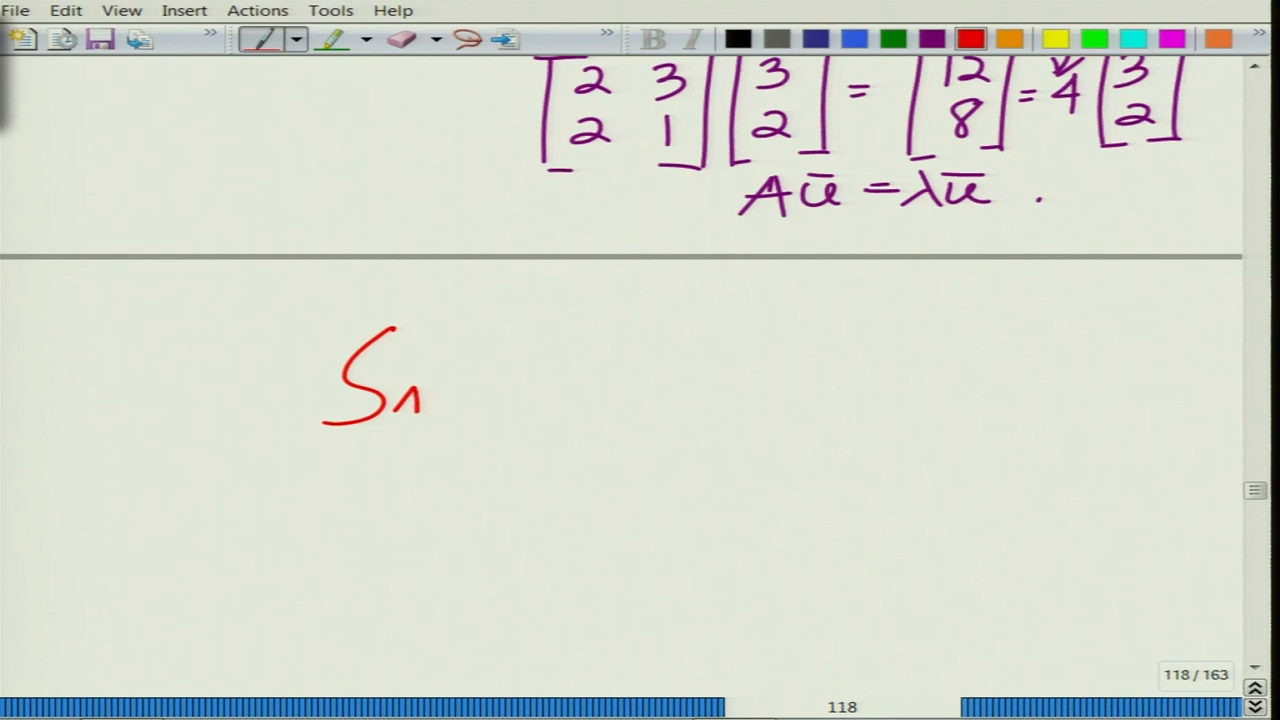 File Edit View Insert Actions Tools Help
B I
[2 3 2 1] [3 2] = [12 8] = 4 [3 2]
Aū = λū .
118 / 163
118